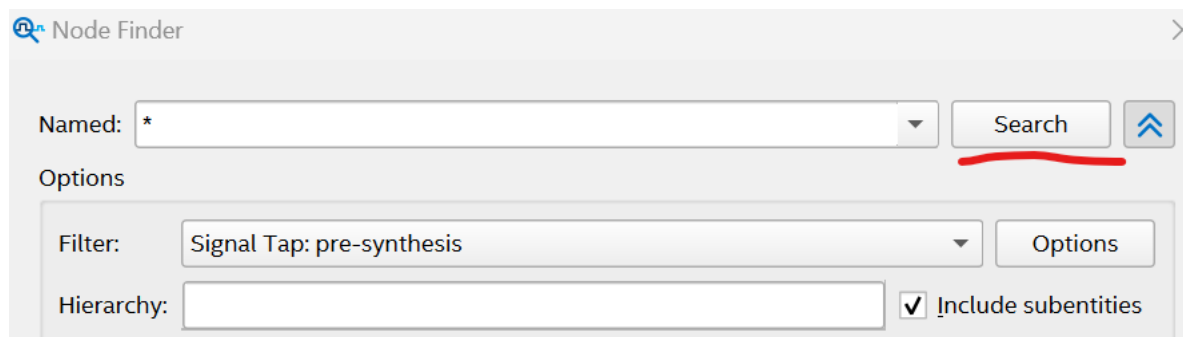 Node Finder
Named: * Search
Options
Filter: Signal Tap: pre-synthesis Options
Hierarchy: Include subentities